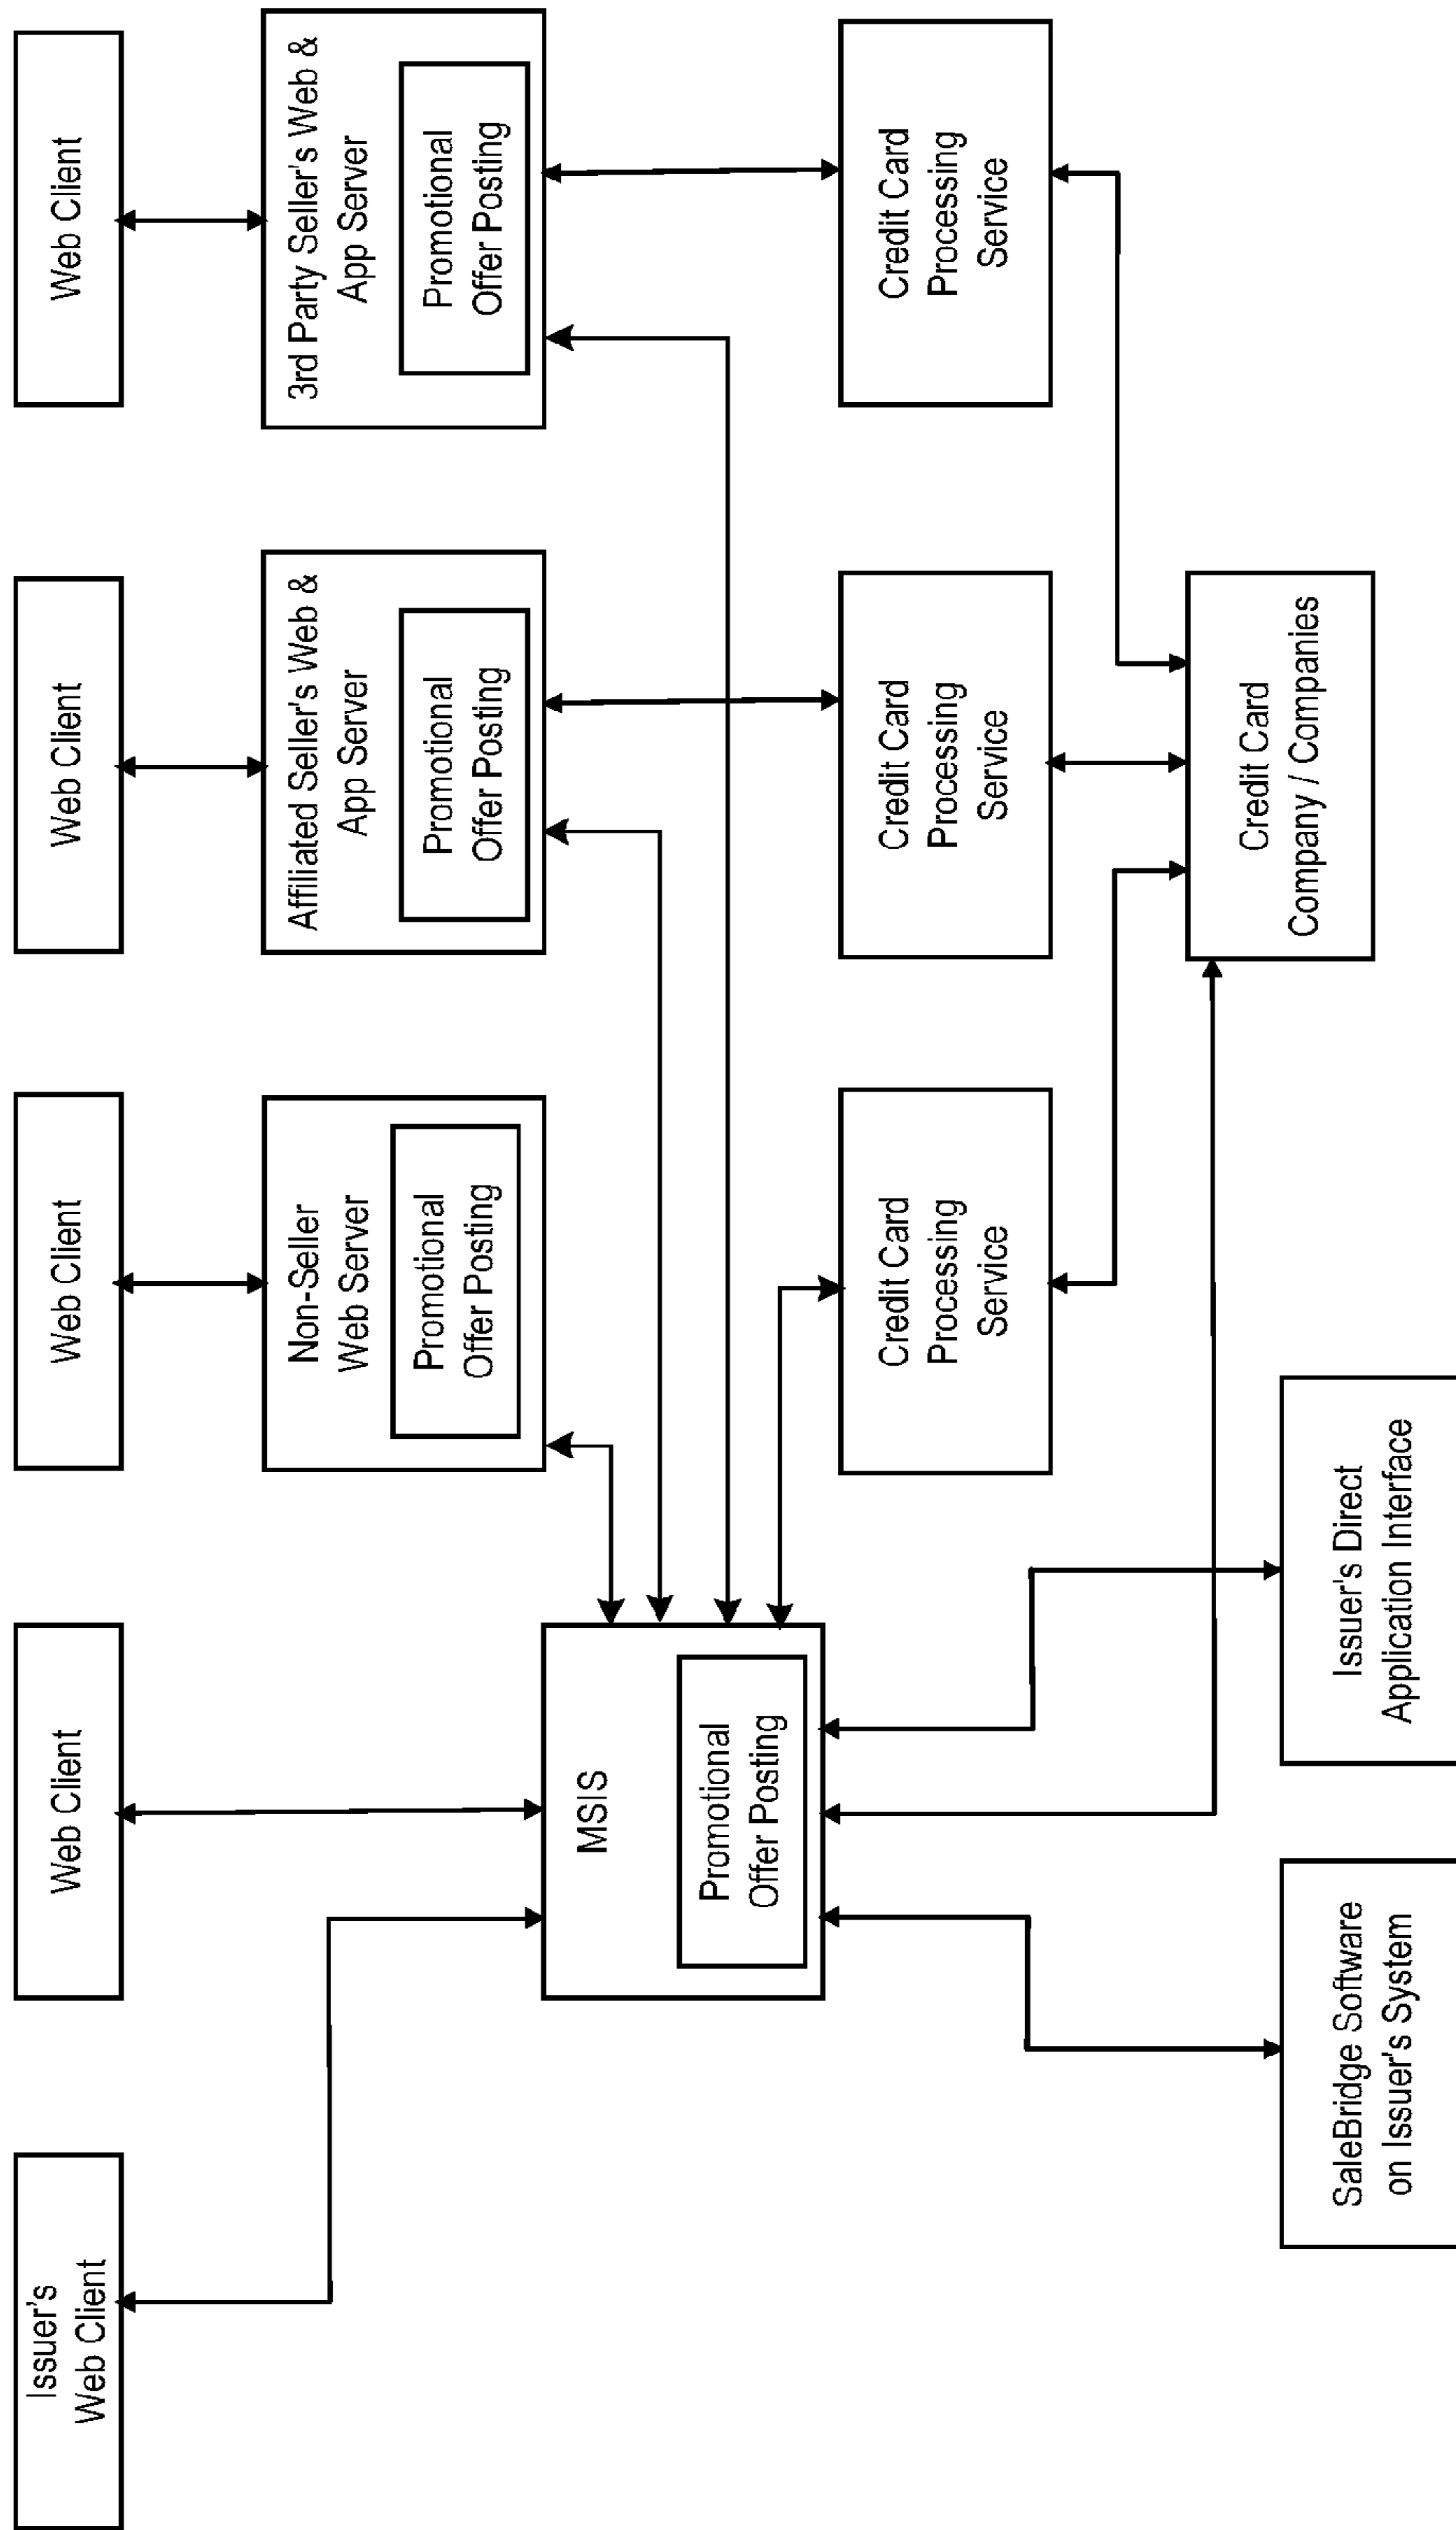 Issuer's
Web Client
Web Client
Web Client
Web Client
Web Client
Non-Seller
Web Server
Promotional
Offer Posting
Affiliated Seller's Web &
App Server
Promotional
Offer Posting
3rd Party Seller's Web &
App Server
Promotional
Offer Posting
MSIS
Promotional
Offer Posting
Credit Card
Processing
Service
Credit Card
Processing
Service
Credit Card
Processing
Service
Credit Card
Company / Companies
SaleBridge Software
on Issuer's System
Issuer's Direct
Application Interface